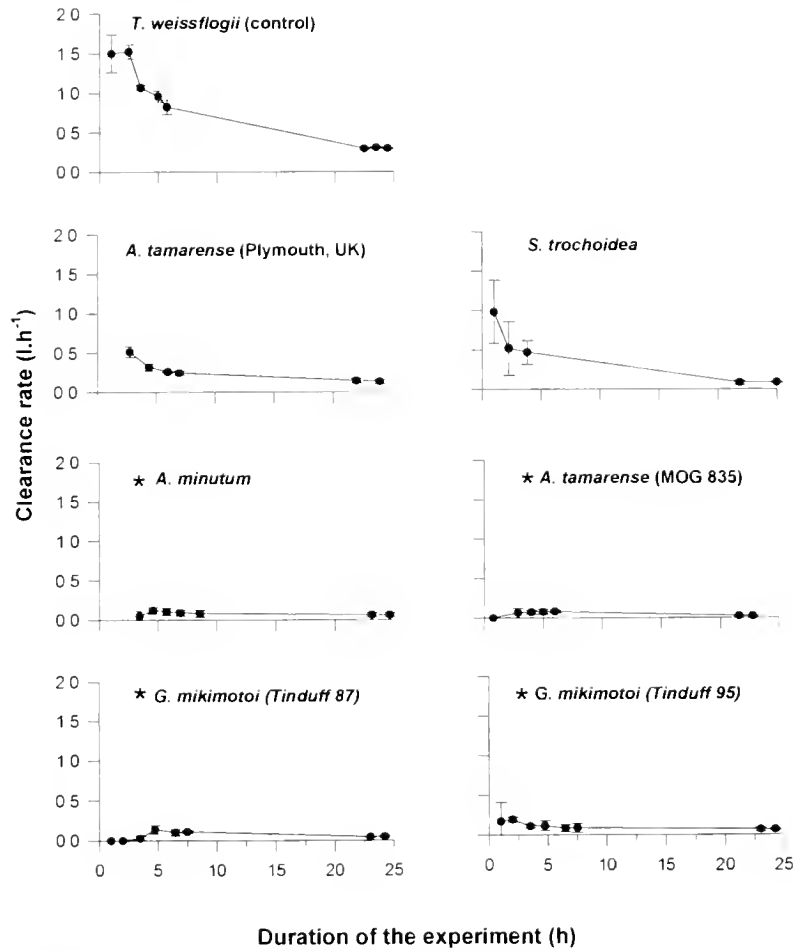 T. weissflogii (control)
2 0
1 5
1 0
0 5
0 0
A. tamarense (Plymouth, UK)
2 0
1 5
1 0
0 5
0 0
S. trochoidea
Clearance rate (l.h⁻¹)
★ A. minutum
2 0
1 5
1 0
0 5
0 0
★ A. tamarense (MOG 835)
★ G. mikimotoi (Tinduff 87)
2 0
1 5
1 0
0 5
0 0
0 5 10 15 20 25
★ G. mikimotoi (Tinduff 95)
0 5 10 15 20 25
Duration of the experiment (h)